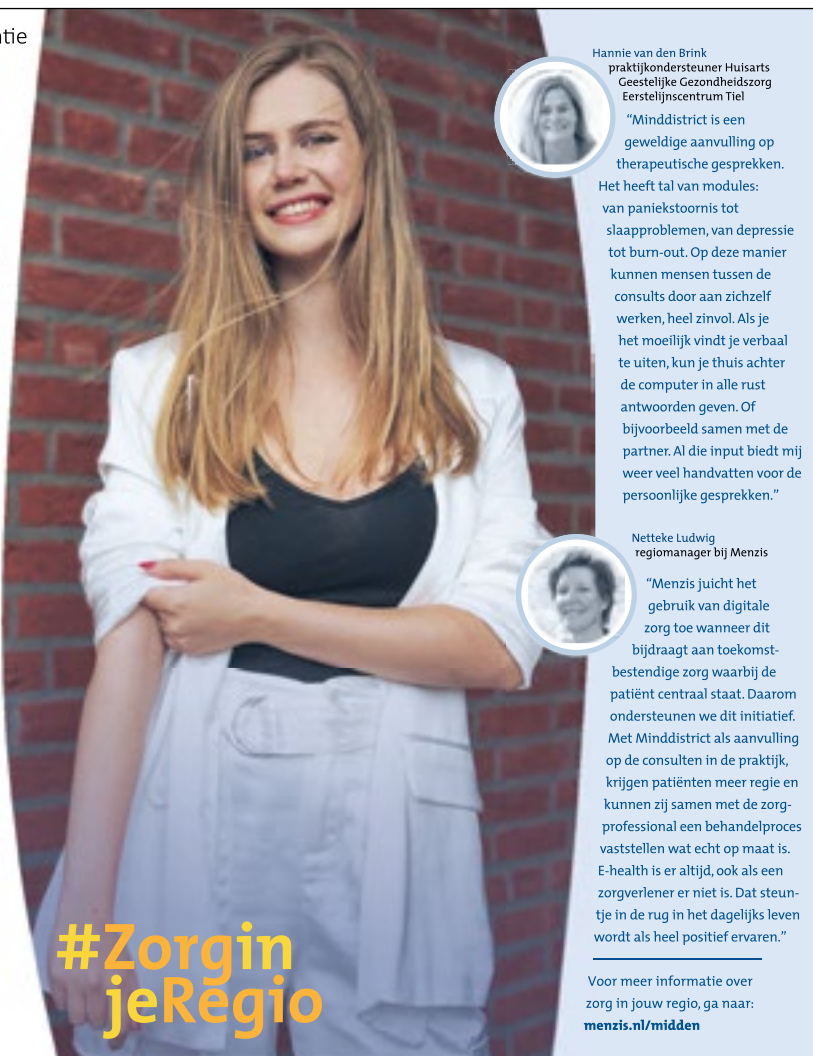 Hannie van den Brink
praktijkondersteuner Huisarts
Geestelijke Gezondheidszorg
Eerstelijnscentrum Tiel
“Minddistrict is een
geweldige aanvulling op
therapeutische gesprekken.
Het heeft tal van modules:
van paniekstoornis tot
slaapproblemen, van depressie
tot burn-out. Op deze manier
kunnen mensen tussen de
consults door aan zichzelf
werken, heel zinvol. Als je
het moeilijk vindt je verbaal
te uiten, kun je thuis achter
de computer in alle rust
antwoorden geven. Of
bijvoorbeeld samen met de
partner. Al die input biedt mij
weer veel handvatten voor de
persoonlijke gesprekken.”
Netteke Ludwig
regiomanager bij Menzis
“Menzis juicht het
gebruik van digitale
zorg toe wanneer dit
bijdraagt aan toekomst-
bestendige zorg waarbij de
patiënt centraal staat. Daarom
ondersteunen we dit initiatief.
Met Minddistrict als aanvulling
op de consulten in de praktijk,
krijgen patiënten meer regie en
kunnen zij samen met de zorg-
professional een behandelproces
vaststellen wat echt op maat is.
E-health is er altijd, ook als een
zorgverlener er niet is. Dat steun-
tje in de rug in het dagelijks leven
wordt als heel positief ervaren.”
Voor meer informatie over
zorg in jouw regio, ga naar:
menzis.nl/midden
#Zorgin
jeRegio